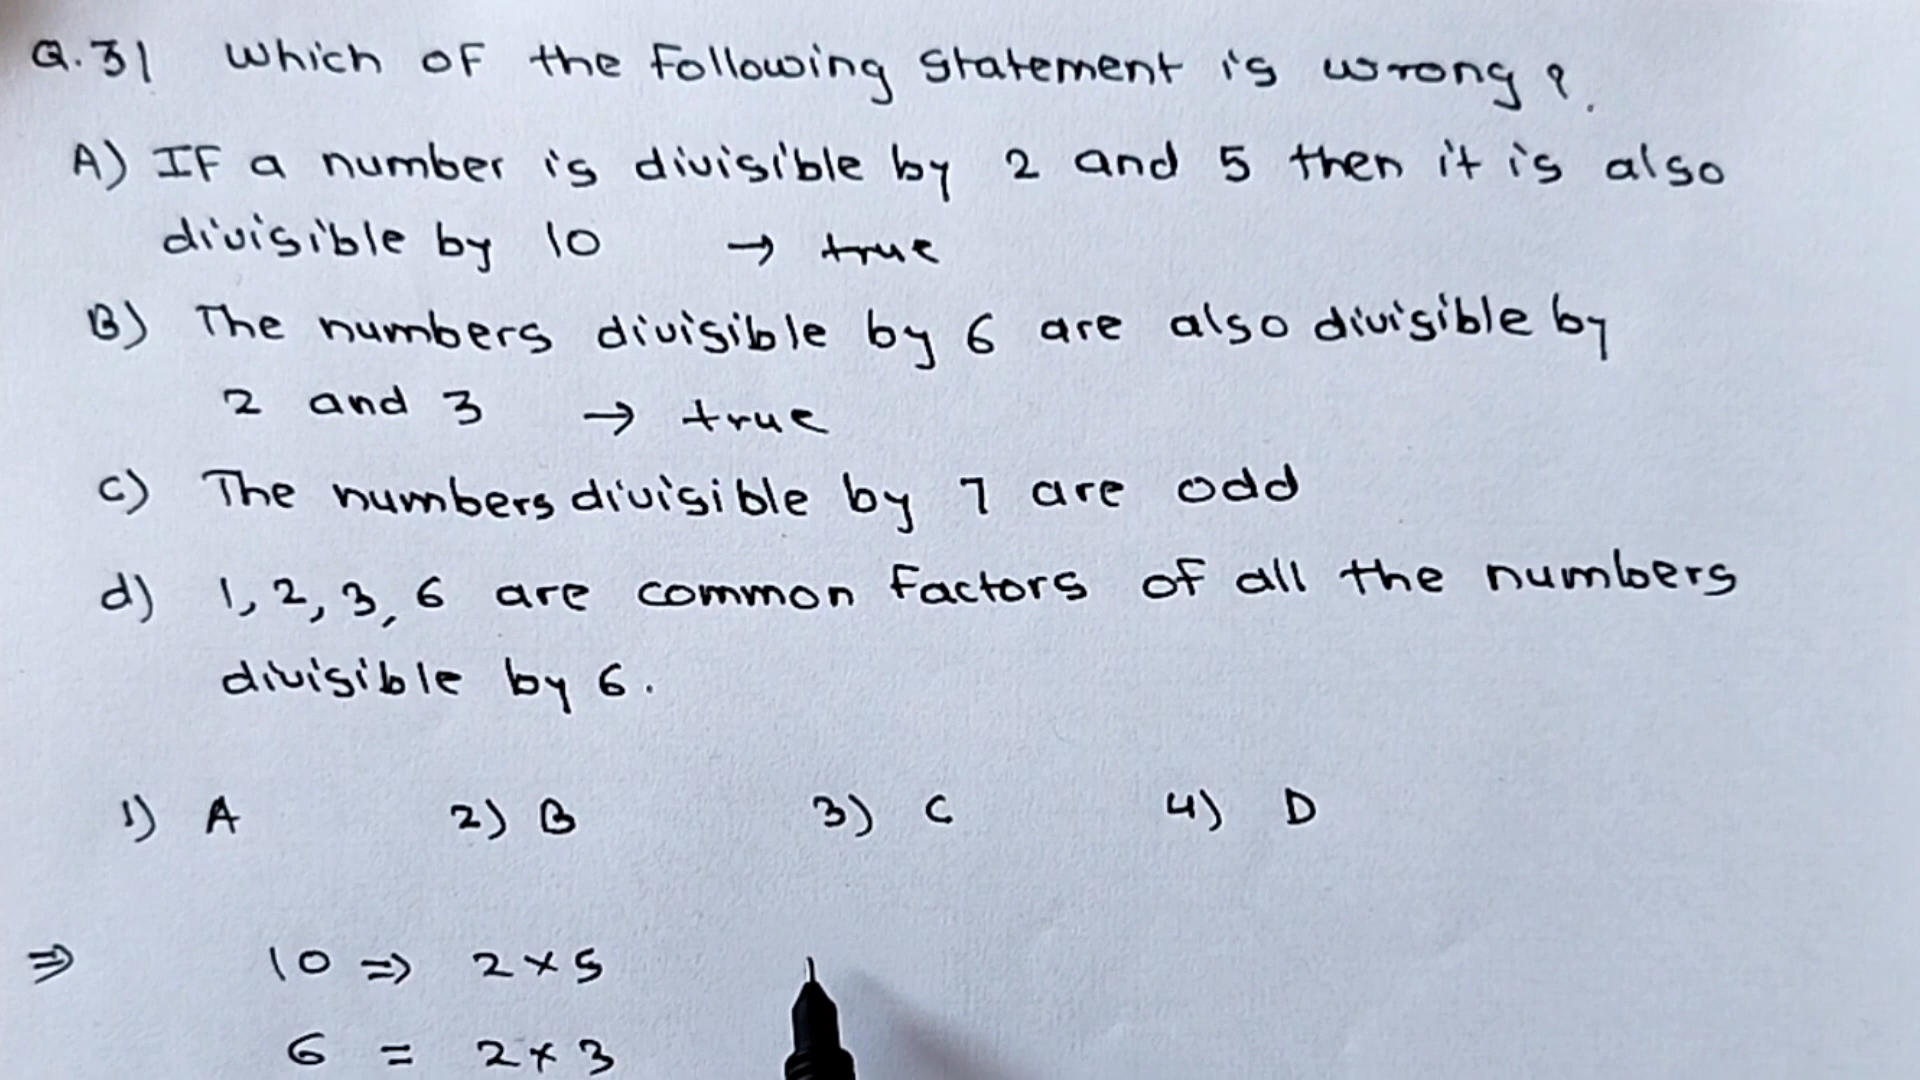 Q.31 Which of the following statement is wrong ?
A) If a number is divisible by 2 and 5 then it is also
divisible by 10 → true
B) The numbers divisible by 6 are also divisible by
2 and 3 → true
c) The numbers divisible by 7 are odd
d) 1, 2, 3, 6 are common factors of all the numbers
divisible by 6.
1) A 2) B 3) C 4) D
⇒ 10 ⇒ 2 × 5
6 = 2 × 3